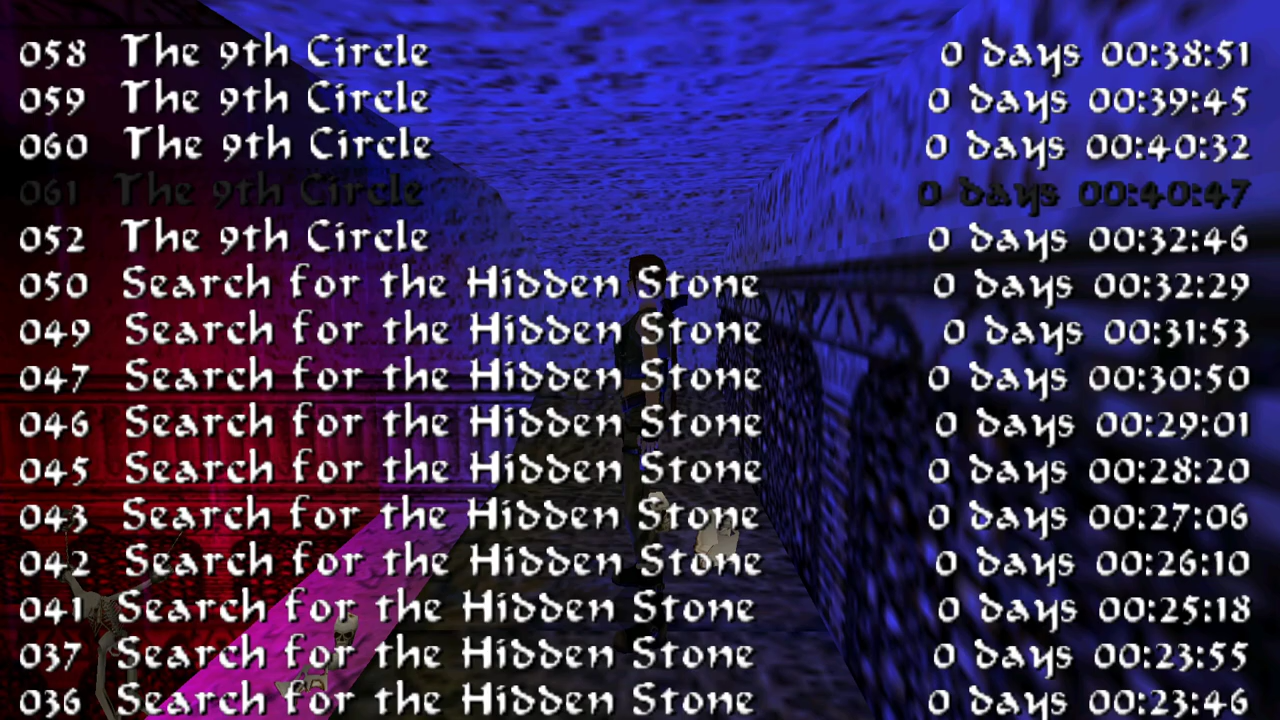 058 The 9th Circle 0 days 00:38:51
059 The 9th Circle 0 days 00:39:45
060 The 9th Circle 0 days 00:40:32
061 The 9th Circle 0 days 00:40:47
052 The 9th Circle 0 days 00:32:46
050 Search for the Hidden Stone 0 days 00:32:29
049 Search for the Hidden Stone 0 days 00:31:53
047 Search for the Hidden Stone 0 days 00:30:50
046 Search for the Hidden Stone 0 days 00:29:01
045 Search for the Hidden Stone 0 days 00:28:20
043 Search for the Hidden Stone 0 days 00:27:06
042 Search for the Hidden Stone 0 days 00:26:10
041 Search for the Hidden Stone 0 days 00:25:18
037 Search for the Hidden Stone 0 days 00:23:55
036 Search for the Hidden Stone 0 days 00:23:46